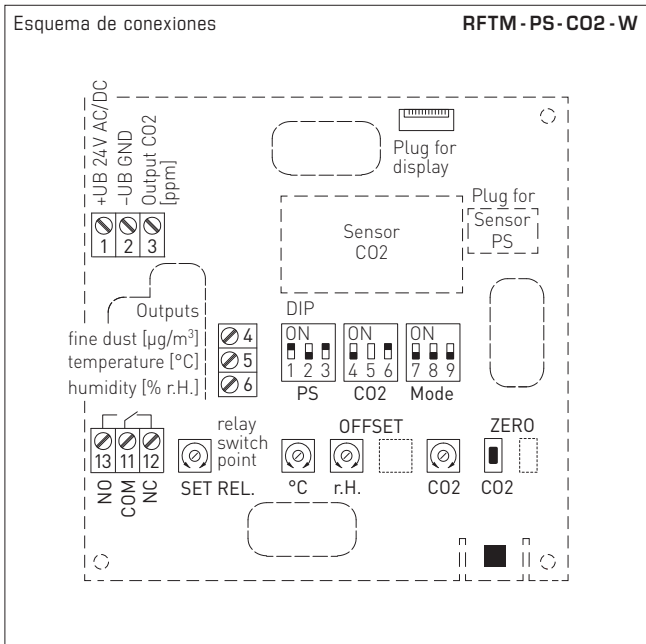 Esquema de conexiones
RFTM-PS-CO2-W
+UB 24V AC/DC
-UB GND
Output CO2
[ppm]
1 2 3
Plug for
display
Plug for
Sensor
PS
Sensor
CO2
Outputs
fine dust [µg/m³]
temperature [°C]
humidity [% r.H.]
4
5
6
DIP
ON ON ON
1 2 3 4 5 6 7 8 9
PS CO2 Mode
13 11 12
NO
COM
NC
relay
switch
point
SET REL.
OFFSET
°C r.H. CO2
ZERO
CO2